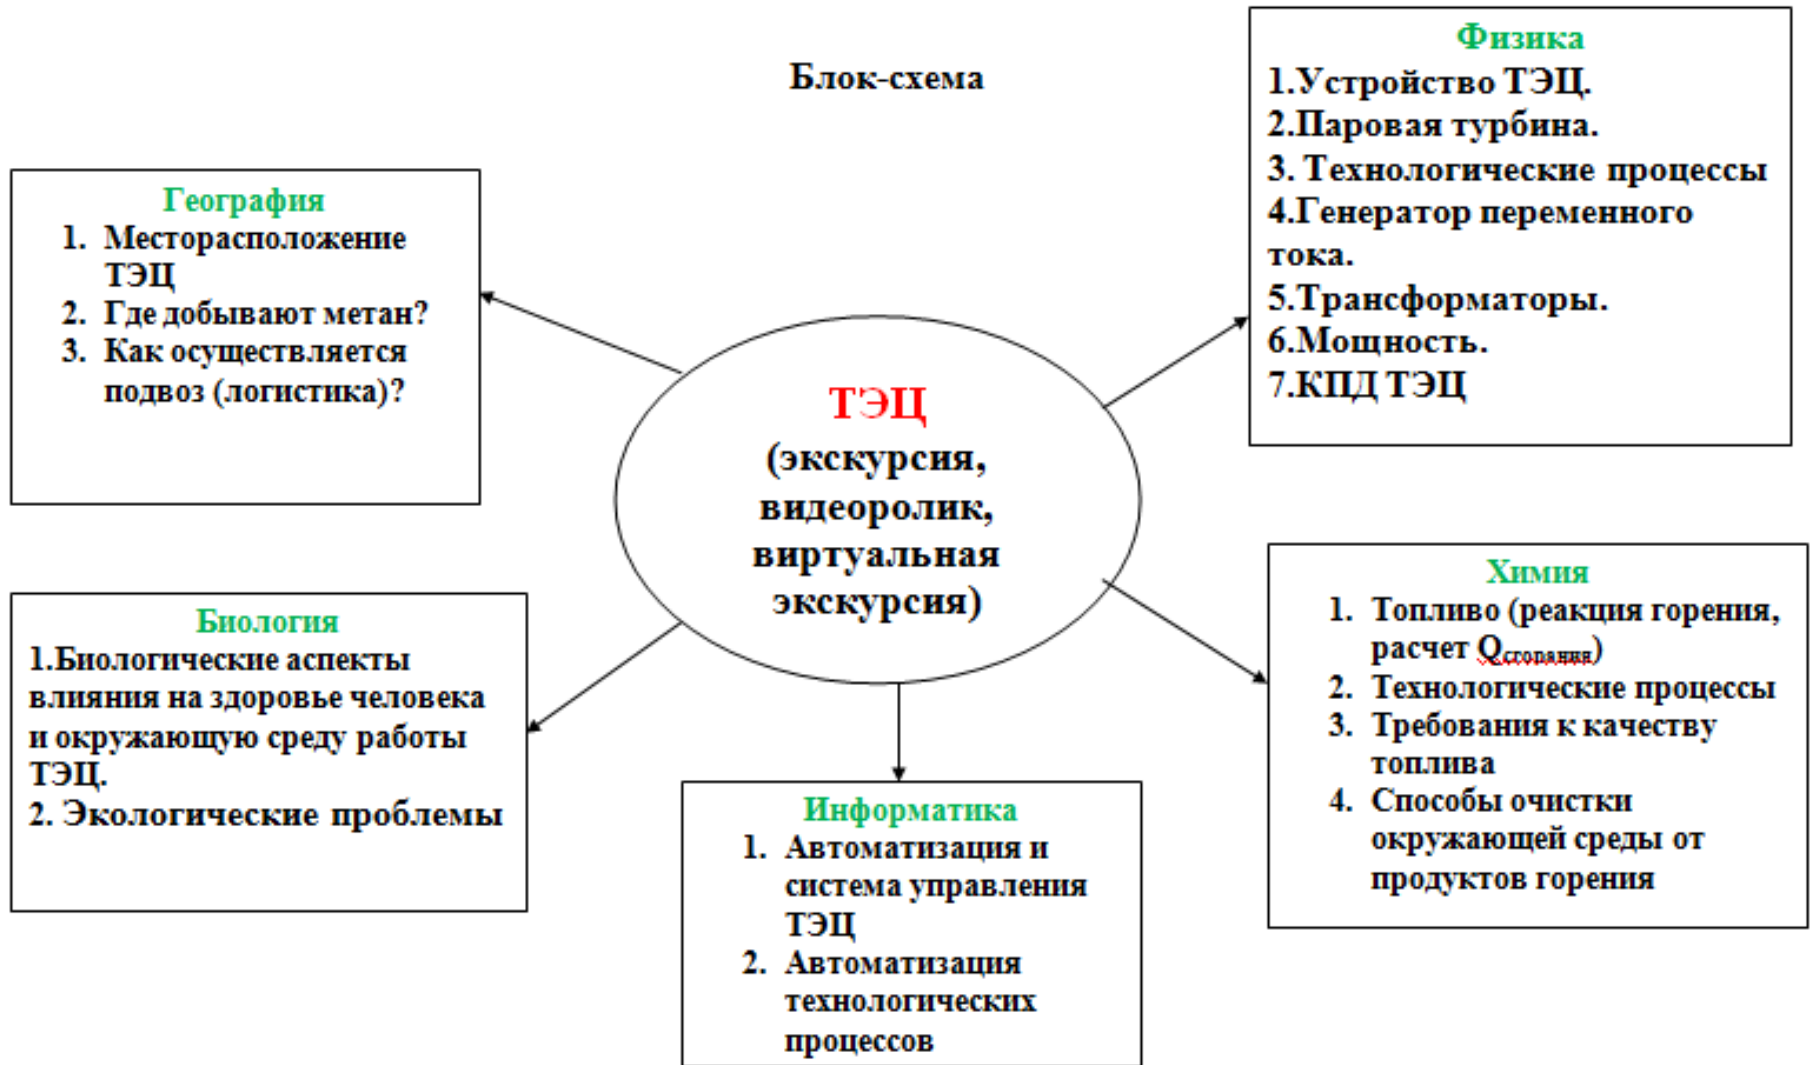 Блок-схема
География
1. Месторасположение
ТЭЦ
2. Где добывают метан?
3. Как осуществляется
подвоз (логистика)?
Физика
1.Устройство ТЭЦ.
2.Паровая турбина.
3. Технологические процессы
4.Генератор переменного
тока.
5.Трансформаторы.
6.Мощность.
7.КПД ТЭЦ
ТЭЦ
(экскурсия,
видеоролик,
виртуальная
экскурсия)
Биология
1.Биологические аспекты
влияния на здоровье человека
и окружающую среду работы
ТЭЦ.
2. Экологические проблемы
Информатика
1. Автоматизация и
система управления
ТЭЦ
2. Автоматизация
технологических
процессов
Химия
1. Топливо (реакция горения,
расчет Qсгорания)
2. Технологические процессы
3. Требования к качеству
топлива
4. Способы очистки
окружающей среды от
продуктов горения